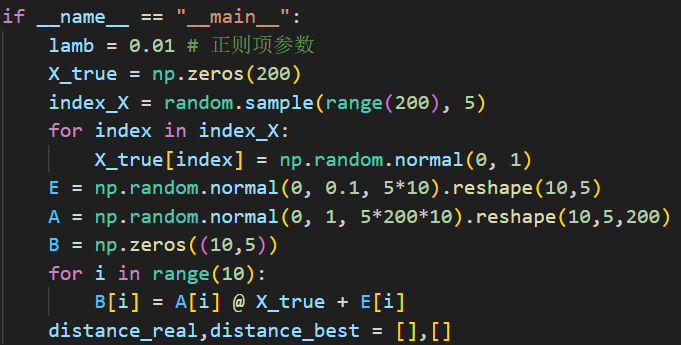 if __name__ == "__main__":
    lamb = 0.01 # 正则项参数
    X_true = np.zeros(200)
    index_X = random.sample(range(200), 5)
    for index in index_X:
        X_true[index] = np.random.normal(0, 1)
    E = np.random.normal(0, 0.1, 5*10).reshape(10,5)
    A = np.random.normal(0, 1, 5*200*10).reshape(10,5,200)
    B = np.zeros((10,5))
    for i in range(10):
        B[i] = A[i] @ X_true + E[i]
    distance_real,distance_best = [],[]